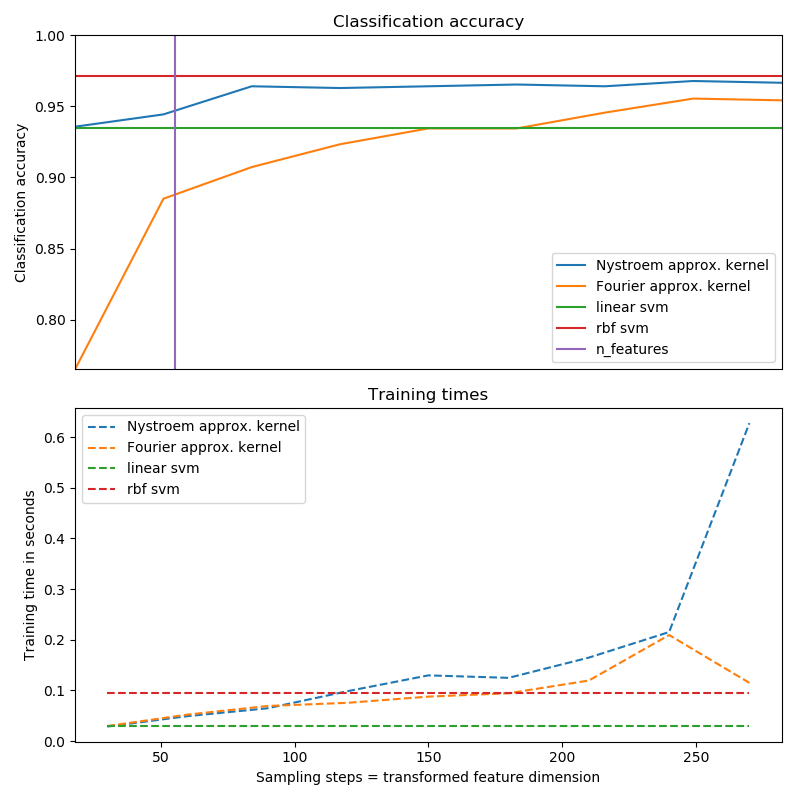 Classification accuracy
1.00
0.95
0.90
0.85
0.80
Classification accuracy
Nystroem approx. kernel
Fourier approx. kernel
linear svm
rbf svm
n_features
Training times
Nystroem approx. kernel
Fourier approx. kernel
linear svm
rbf svm
0.6
0.5
0.4
0.3
0.2
0.1
0.0
Training time in seconds
50
100
150
200
250
Sampling steps = transformed feature dimension